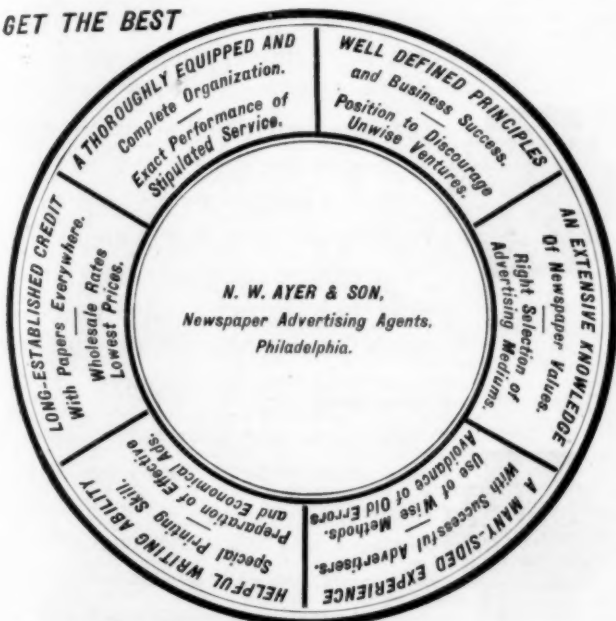 GET THE BEST
A THOROUGHLY EQUIPPED AND
Complete Organization.
Exact Performance of
Stipulated Service.
WELL DEFINED PRINCIPLES
and Business Success.
Position to Discourage
Unwise Ventures.
AN EXTENSIVE KNOWLEDGE
Of Newspaper Values.
Right Selection of
Advertising Mediums.
A MANY-SIDED EXPERIENCE
With Successful Advertisers.
Use of Wise Methods.
Avoidance of Old Errors
HELPFUL WRITING ABILITY
Special Printing Skill.
Preparation of Effective
and Economical Ads.
LONG-ESTABLISHED CREDIT
With Papers Everywhere.
Wholesale Rates
Lowest Prices.
N. W. AYER & SON,
Newspaper Advertising Agents.
Philadelphia.